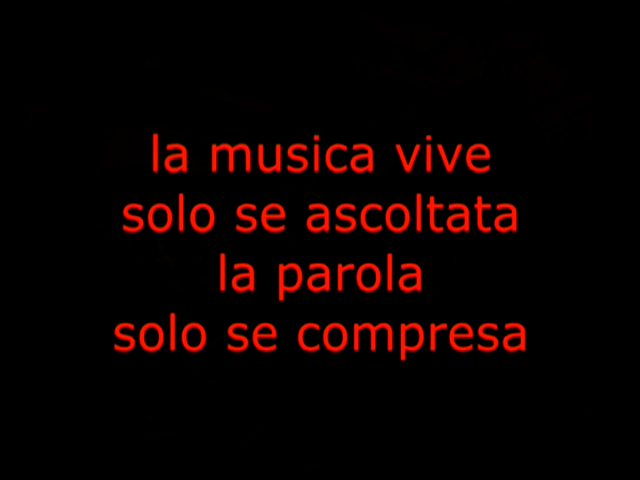 la musica vive
solo se ascoltata
la parola
solo se compresa